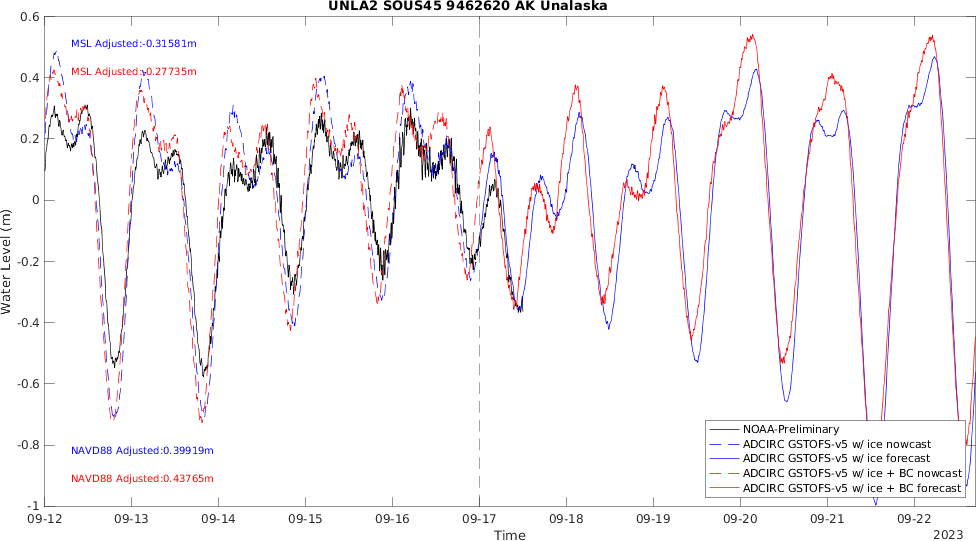 UNLA2 SOUS45 9462620 AK Unalaska
0.6
MSL Adjusted:-0.31581m
MSL Adjusted:-0.27735m
0.4
0.2
0
-0.2
-0.4
-0.6
-0.8
-1
Water Level (m)
NAVD88 Adjusted:0.39919m
NAVD88 Adjusted:0.43765m
NOAA-Preliminary
ADCIRC GSTOFS-v5 w/ ice nowcast
ADCIRC GSTOFS-v5 w/ ice forecast
ADCIRC GSTOFS-v5 w/ ice + BC nowcast
ADCIRC GSTOFS-v5 w/ ice + BC forecast
09-12 09-13 09-14 09-15 09-16 09-17 09-18 09-19 09-20 09-21 09-22
Time
2023